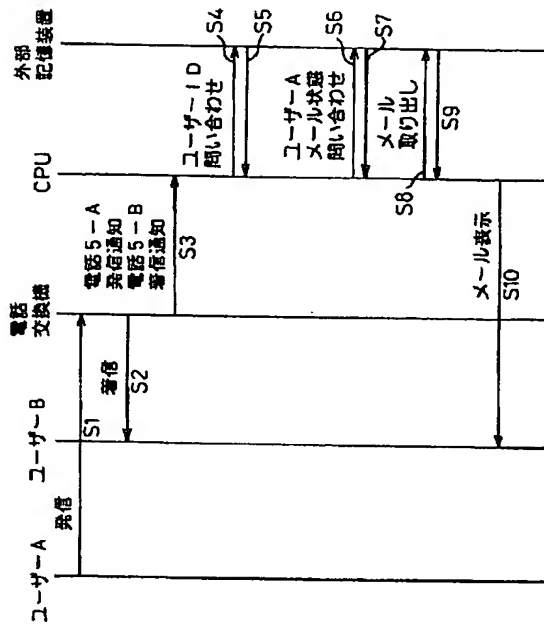 ユーザーA
ユーザーB
電話
交換機
CPU
外部
記憶装置
発信
S1
着信
S2
電話5-A
発信通知
電話5-B
着信通知
S3
ユーザーID
問い合わせ
S4
S5
ユーザーA
メール状態
問い合わせ
S6
S7
メール
取り出し
S8
S9
メール表示
S10